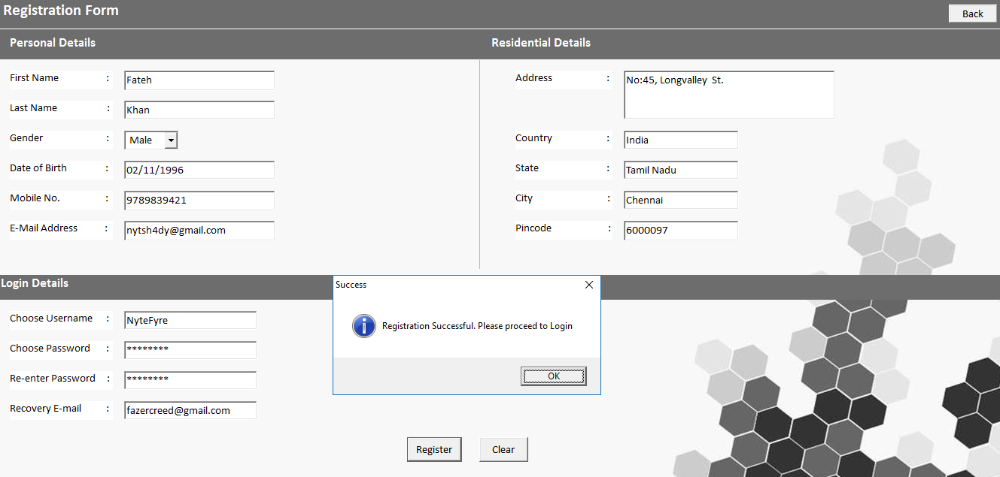 Registration Form
Back
Personal Details
First Name : Fateh
Last Name : Khan
Gender : Male
Date of Birth : 02/11/1996
Mobile No. : 9789839421
E-Mail Address : nytsh4dy@gmail.com
Residential Details
Address : No:45, Longvalley St.
Country : India
State : Tamil Nadu
City : Chennai
Pincode : 6000097
Login Details
Choose Username : NyteFyre
Choose Password : ********
Re-enter Password : ********
Recovery E-mail : fazercreed@gmail.com
Success
Registration Successful. Please proceed to Login
OK
Register Clear